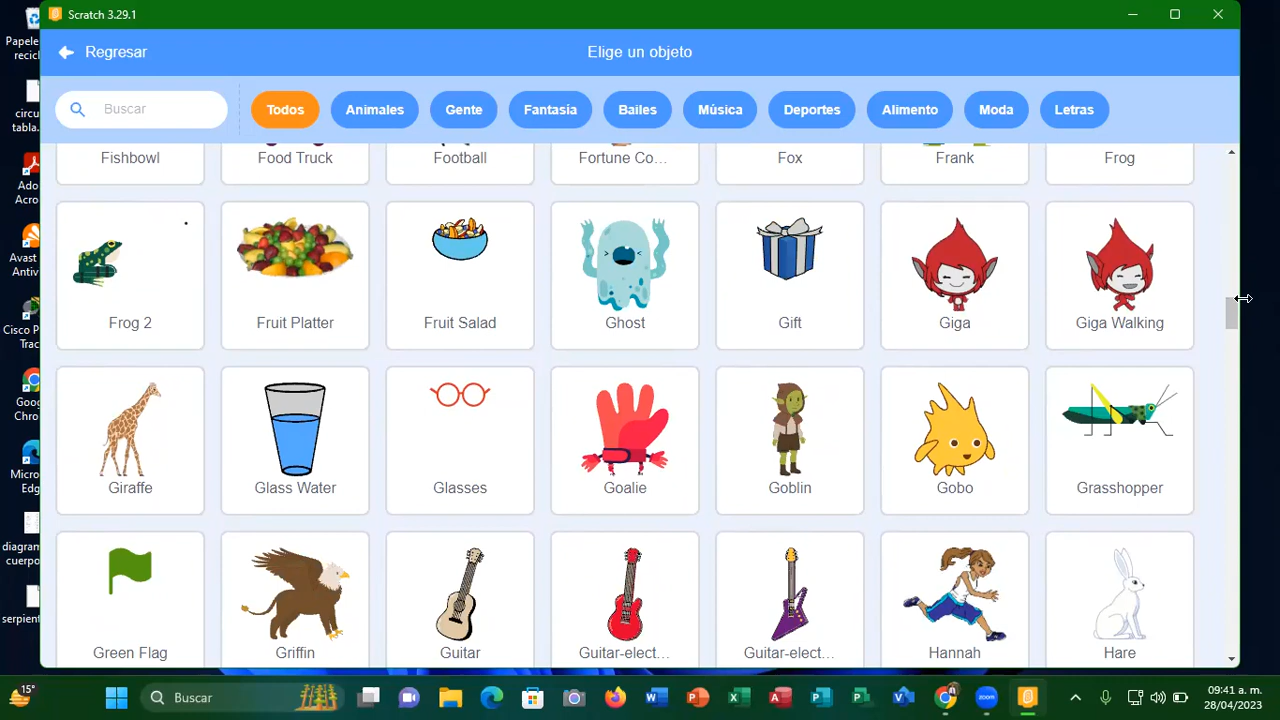 Scratch 3.29.1
Regresar
Elige un objeto
Buscar
Todos
Animales
Gente
Fantasía
Bailes
Música
Deportes
Alimento
Moda
Letras
Fishbowl
Food Truck
Football
Fortune Co...
Fox
Frank
Frog
Frog 2
Fruit Platter
Fruit Salad
Ghost
Gift
Giga
Giga Walking
Giraffe
Glass Water
Glasses
Goalie
Goblin
Gobo
Grasshopper
Green Flag
Griffin
Guitar
Guitar-elect...
Guitar-elect...
Hannah
Hare
Papele
recicl
circu
tabla.
Ado
Acro
Avast
Antiv
Cisco P
Trace
Goog
Chro
Micro
Edg
diagram
cuerpo
serpient
15°
Buscar
zoom
09:41 a. m.
28/04/2023